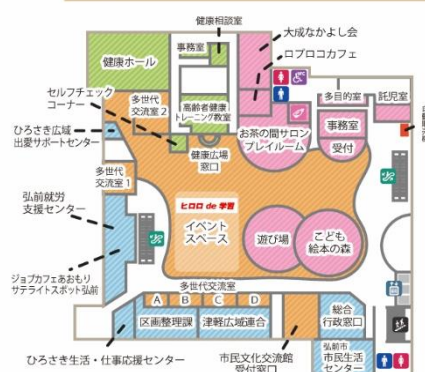 健康相談室
大成なかよし会
健康ホール
事務室
ロブロコカフェ
セルフチェック
コーナー
多世代
交流室2
高齢者健康
トレーニング教室
多目的室
託児室
お茶の間サロン
プレイルーム
事務室
受付
ひろさき広域
出愛サポートセンター
健康広場
窓口
多世代
交流室1
弘前就労
支援センター
ヒロロ de 学習
イベント
スペース
遊び場
こども
絵本の森
ジョブカフェあおもり
サテライトスポット弘前
多世代交流室
A B C D
区画整理課
津軽広域連合
総合
行政窓口
ひろさき生活・仕事応援センター
市民文化交流館
受付窓口
弘前市
市民生活
センター